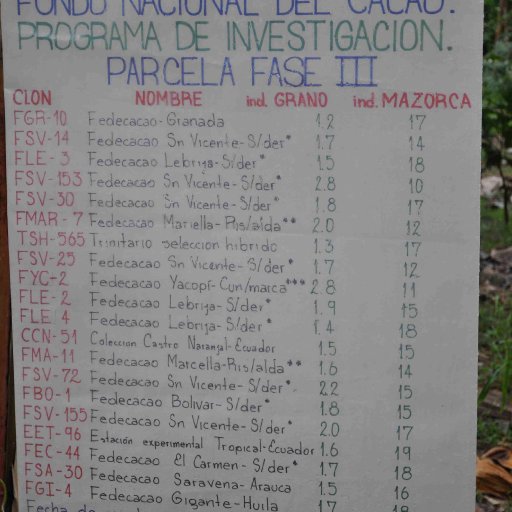 FONDO NACIONAL DEL CACAO.
PROGRAMA DE INVESTIGACION.
PARCELA FASE III
CLON NOMBRE ind. GRANO ind. MAZORCA
FGR-10 Fedecacao-Granada 1.2 17
FSV-14 Fedecacao Sn Vicente-S/der* 1.7 14
FLE-3 Fedecacao Lebrija-S/der* 1.5 18
FSV-153 Fedecacao Sn Vicente-S/der* 2.8 10
FSV-30 Fedecacao Sn Vicente-S/der* 1.8 17
FMAR-7 Fedecacao Mariella-Ris/alda** 2.0 12
TSH-565 Trinitario selección hibrido 1.3 17
FSV-25 Fedecacao Sn Vicente-S/der* 1.7 12
FYC-2 Fedecacao Yacopí-Cun/marca*** 2.8 11
FLE-2 Fedecacao Lebrija-S/der* 1.9 15
FLE 4 Fedecacao Lebrija-S/der* 1.4 18
CCN-51 Coleccion Castro Naranjal-Ecuador 1.5 15
FMA-11 Fedecacao Marcella-Ris/alda** 1.6 14
FSV-72 Fedecacao Sn Vicente-S/der* 2.2 15
FBO-1 Fedecacao Bolivar-S/der* 1.8 15
FSV-155 Fedecacao Sn Vicente-S/der* 2.0 17
EET-96 Estación experimental Tropical-Ecuador 1.6 19
FEC-44 Fedecacao El Carmen-S/der* 1.7 18
FSA-30 Fedecacao Saravena-Arauca 1.5 16
FGI-4 Fedecacao Gigante-Huila 1.7 18
Fecha de